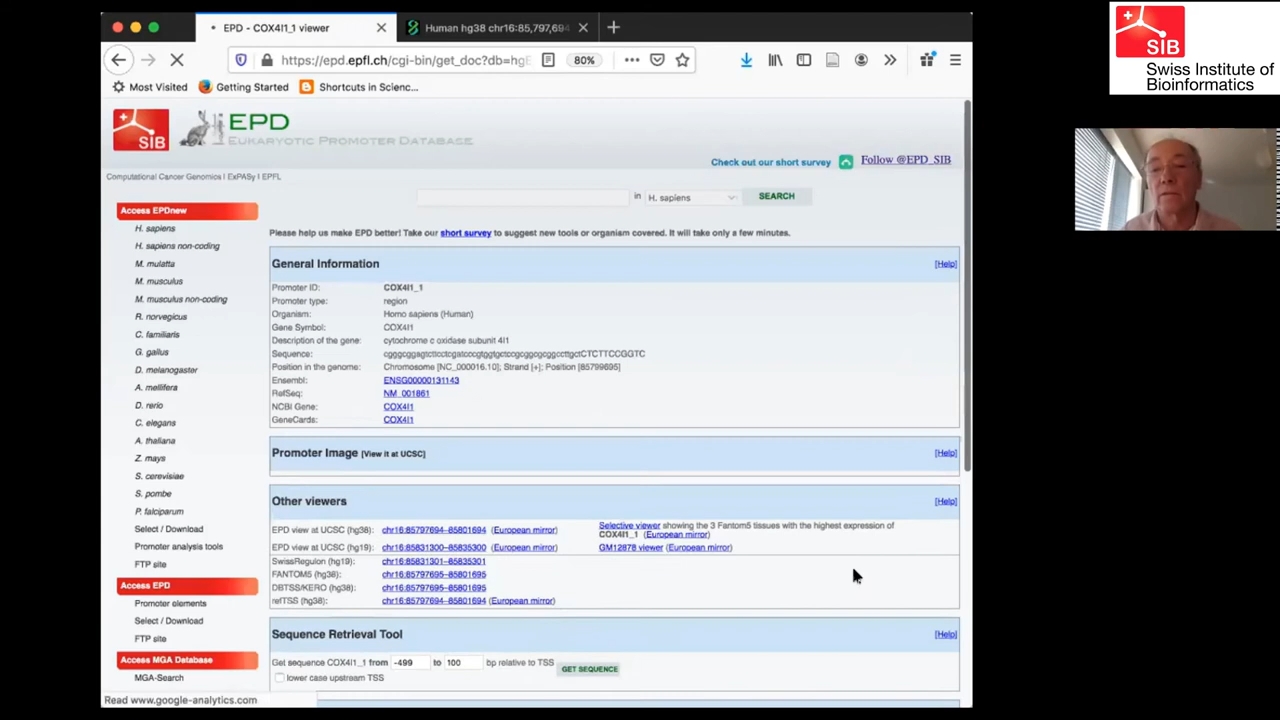 EPD - COX4I1_1 viewer
Human hg38 chr16:85,797,694
https://epd.epfl.ch/cgi-bin/get_doc?db=hgE
80%
Most Visited
Getting Started
Shortcuts in Scienc...
SIB
Swiss Institute of
Bioinformatics
SIB
EPD
EUKARYOTIC PROMOTER DATABASE
Check out our short survey
Follow @EPD_SIB
Computational Cancer Genomics | ExPASy | EPFL
in H. sapiens SEARCH
Please help us make EPD better! Take our short survey to suggest new tools or organism covered. It will take only a few minutes.
Access EPDnew
H. sapiens
H. sapiens non-coding
M. mulatta
M. musculus
M. musculus non-coding
R. norvegicus
C. familiaris
G. gallus
D. melanogaster
A. mellifera
D. rerio
C. elegans
A. thaliana
Z. mays
S. cerevisiae
S. pombe
P. falciparum
Select / Download
Promoter analysis tools
FTP site
Access EPD
Promoter elements
Select / Download
FTP site
Access MGA Database
MGA-Search
General Information [Help]
Promoter ID: COX4I1_1
Promoter type: region
Organism: Homo sapiens (Human)
Gene Symbol: COX4I1
Description of the gene: cytochrome c oxidase subunit 4I1
Sequence:
Position in the genome: Chromosome [NC_000016.10]; Strand [+]; Position [85799695]
Ensembl: ENSG00000131143
RefSeq: NM_001861
NCBI Gene: COX4I1
GeneCards: COX4I1
Promoter Image [View it at UCSC] [Help]
Other viewers [Help]
EPD view at UCSC (hg38): chr16:85797694-85801694 (European mirror)
EPD view at UCSC (hg19): chr16:85831300-85835300 (European mirror)
Selective viewer showing the 3 Fantom5 tissues with the highest expression of
COX4I1_1 (European mirror)
GM12878 viewer (European mirror)
SwissRegulon (hg19): chr16:85831301-85835301
FANTOM5 (hg38): chr16:85797695-85801695
DBTSS/KERO (hg38): chr16:85797695-85801695
refTSS (hg38): chr16:85797694-85801694 (European mirror)
Sequence Retrieval Tool [Help]
Get sequence COX4I1_1 from -499 to 100 bp relative to TSS GET SEQUENCE
lower case upstream TSS
Read www.google-analytics.com